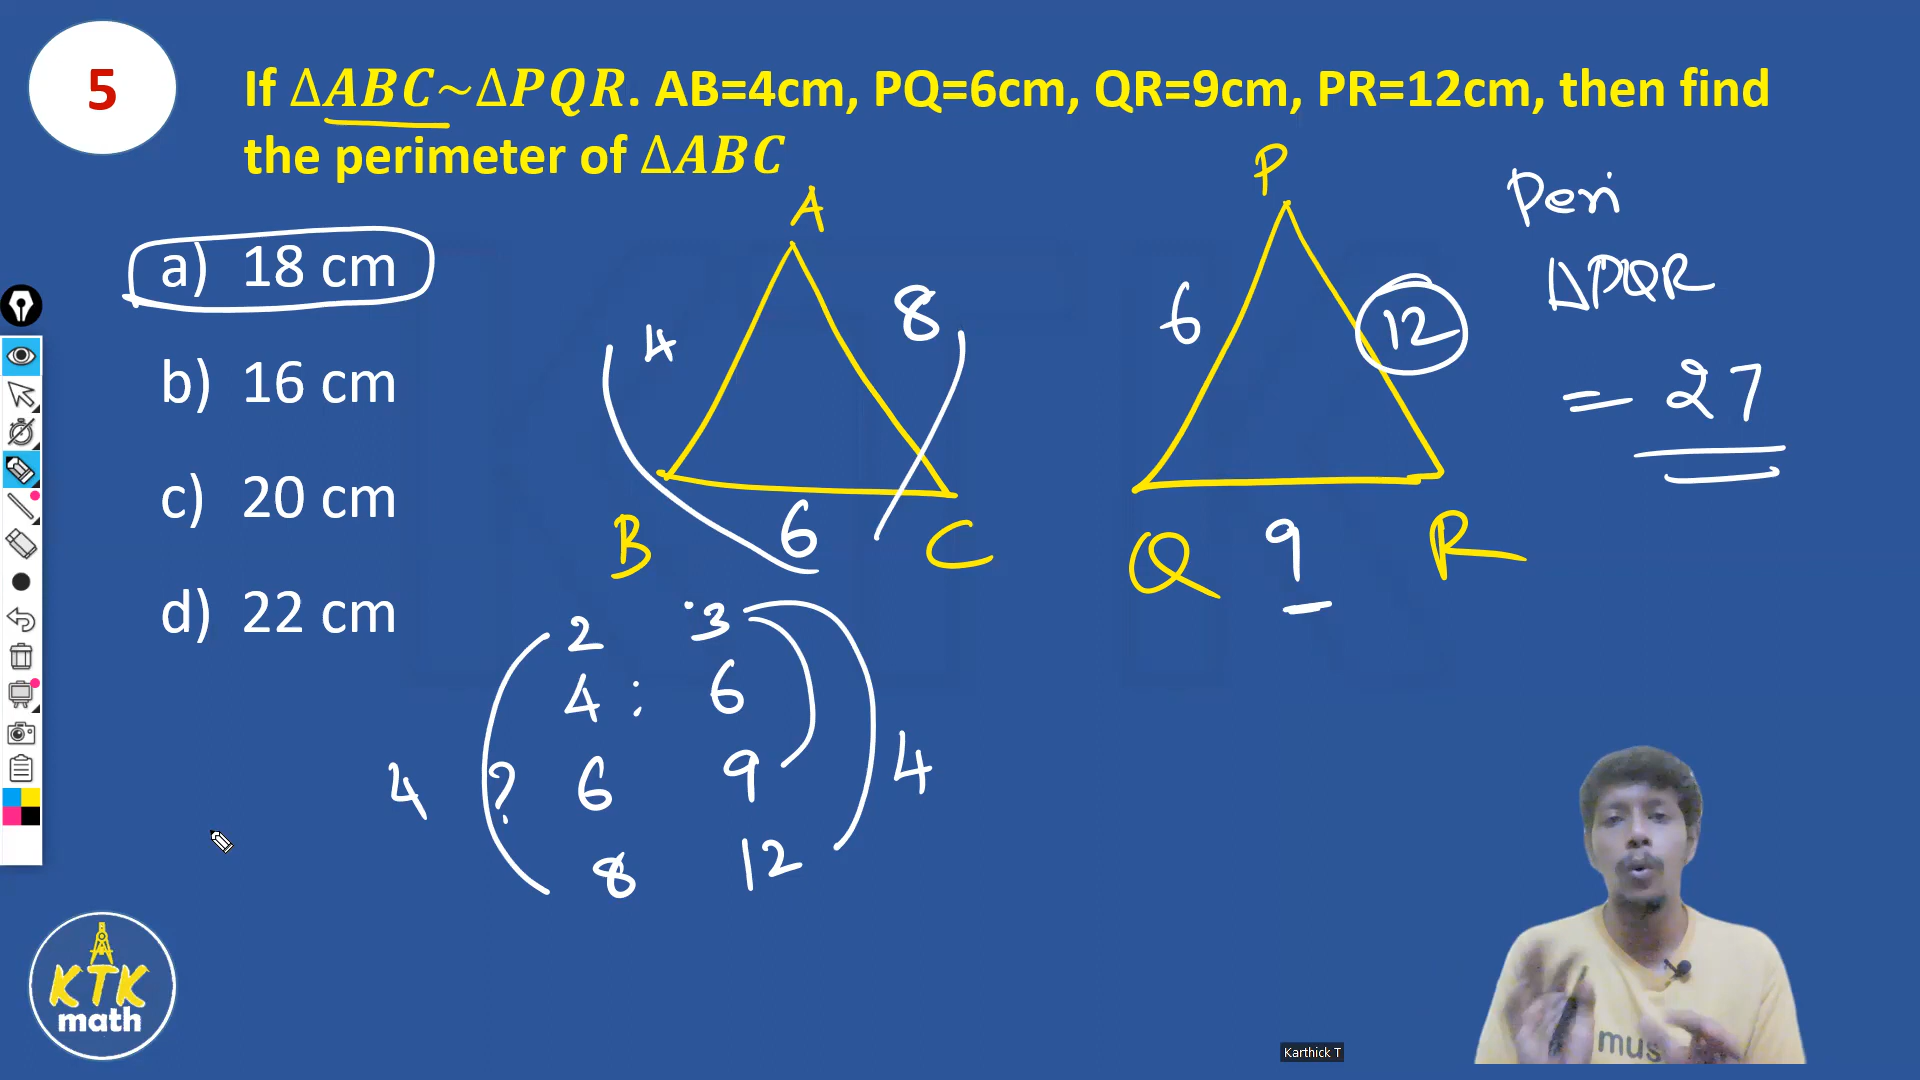 5
If ΔABC~ΔPQR. AB=4cm, PQ=6cm, QR=9cm, PR=12cm, then find
the perimeter of ΔABC
a) 18 cm
b) 16 cm
c) 20 cm
d) 22 cm
A
4
8
B
6
C
P
6
12
Q
9
R
Peri
ΔPQR
= 27
2 3
4 : 6
4 ? 6 9 4
8 12
KTK
math
mus
Karthick T